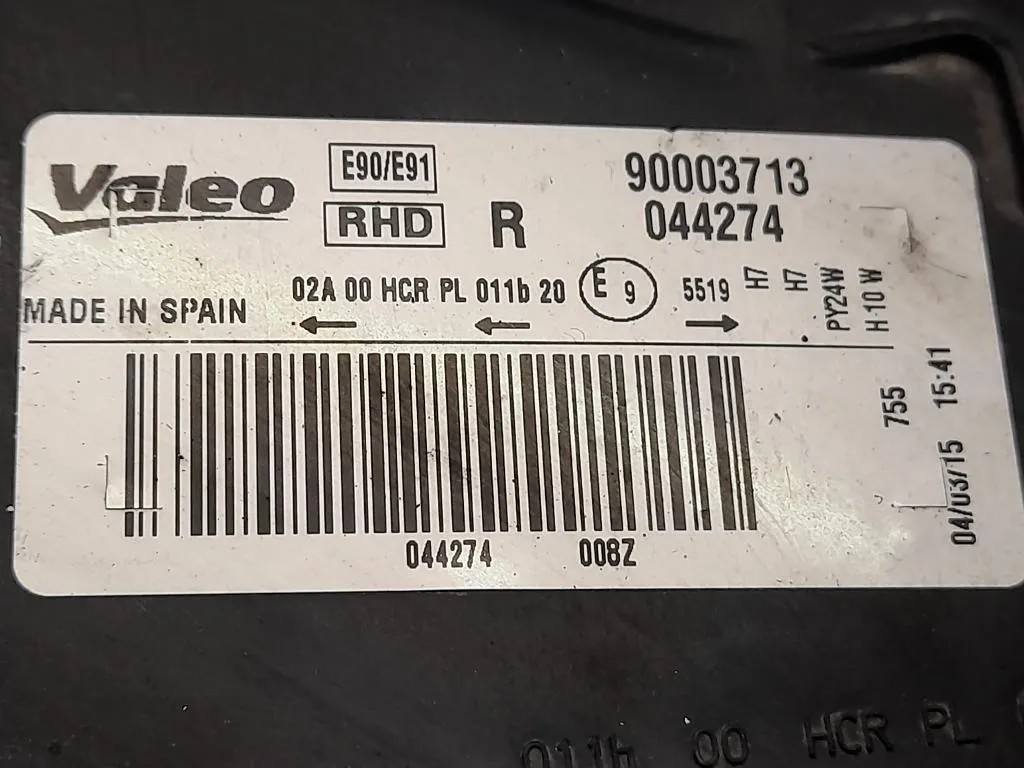 Valeo
E90/E91
90003713
RHD R 044274
MADE IN SPAIN
02A 00 HCR PL 011b 20 E 9 5519
H7
H7
PY24W
H 10 W
755
04/03/15 15:41
044274 008Z
011b 00 HCR PL